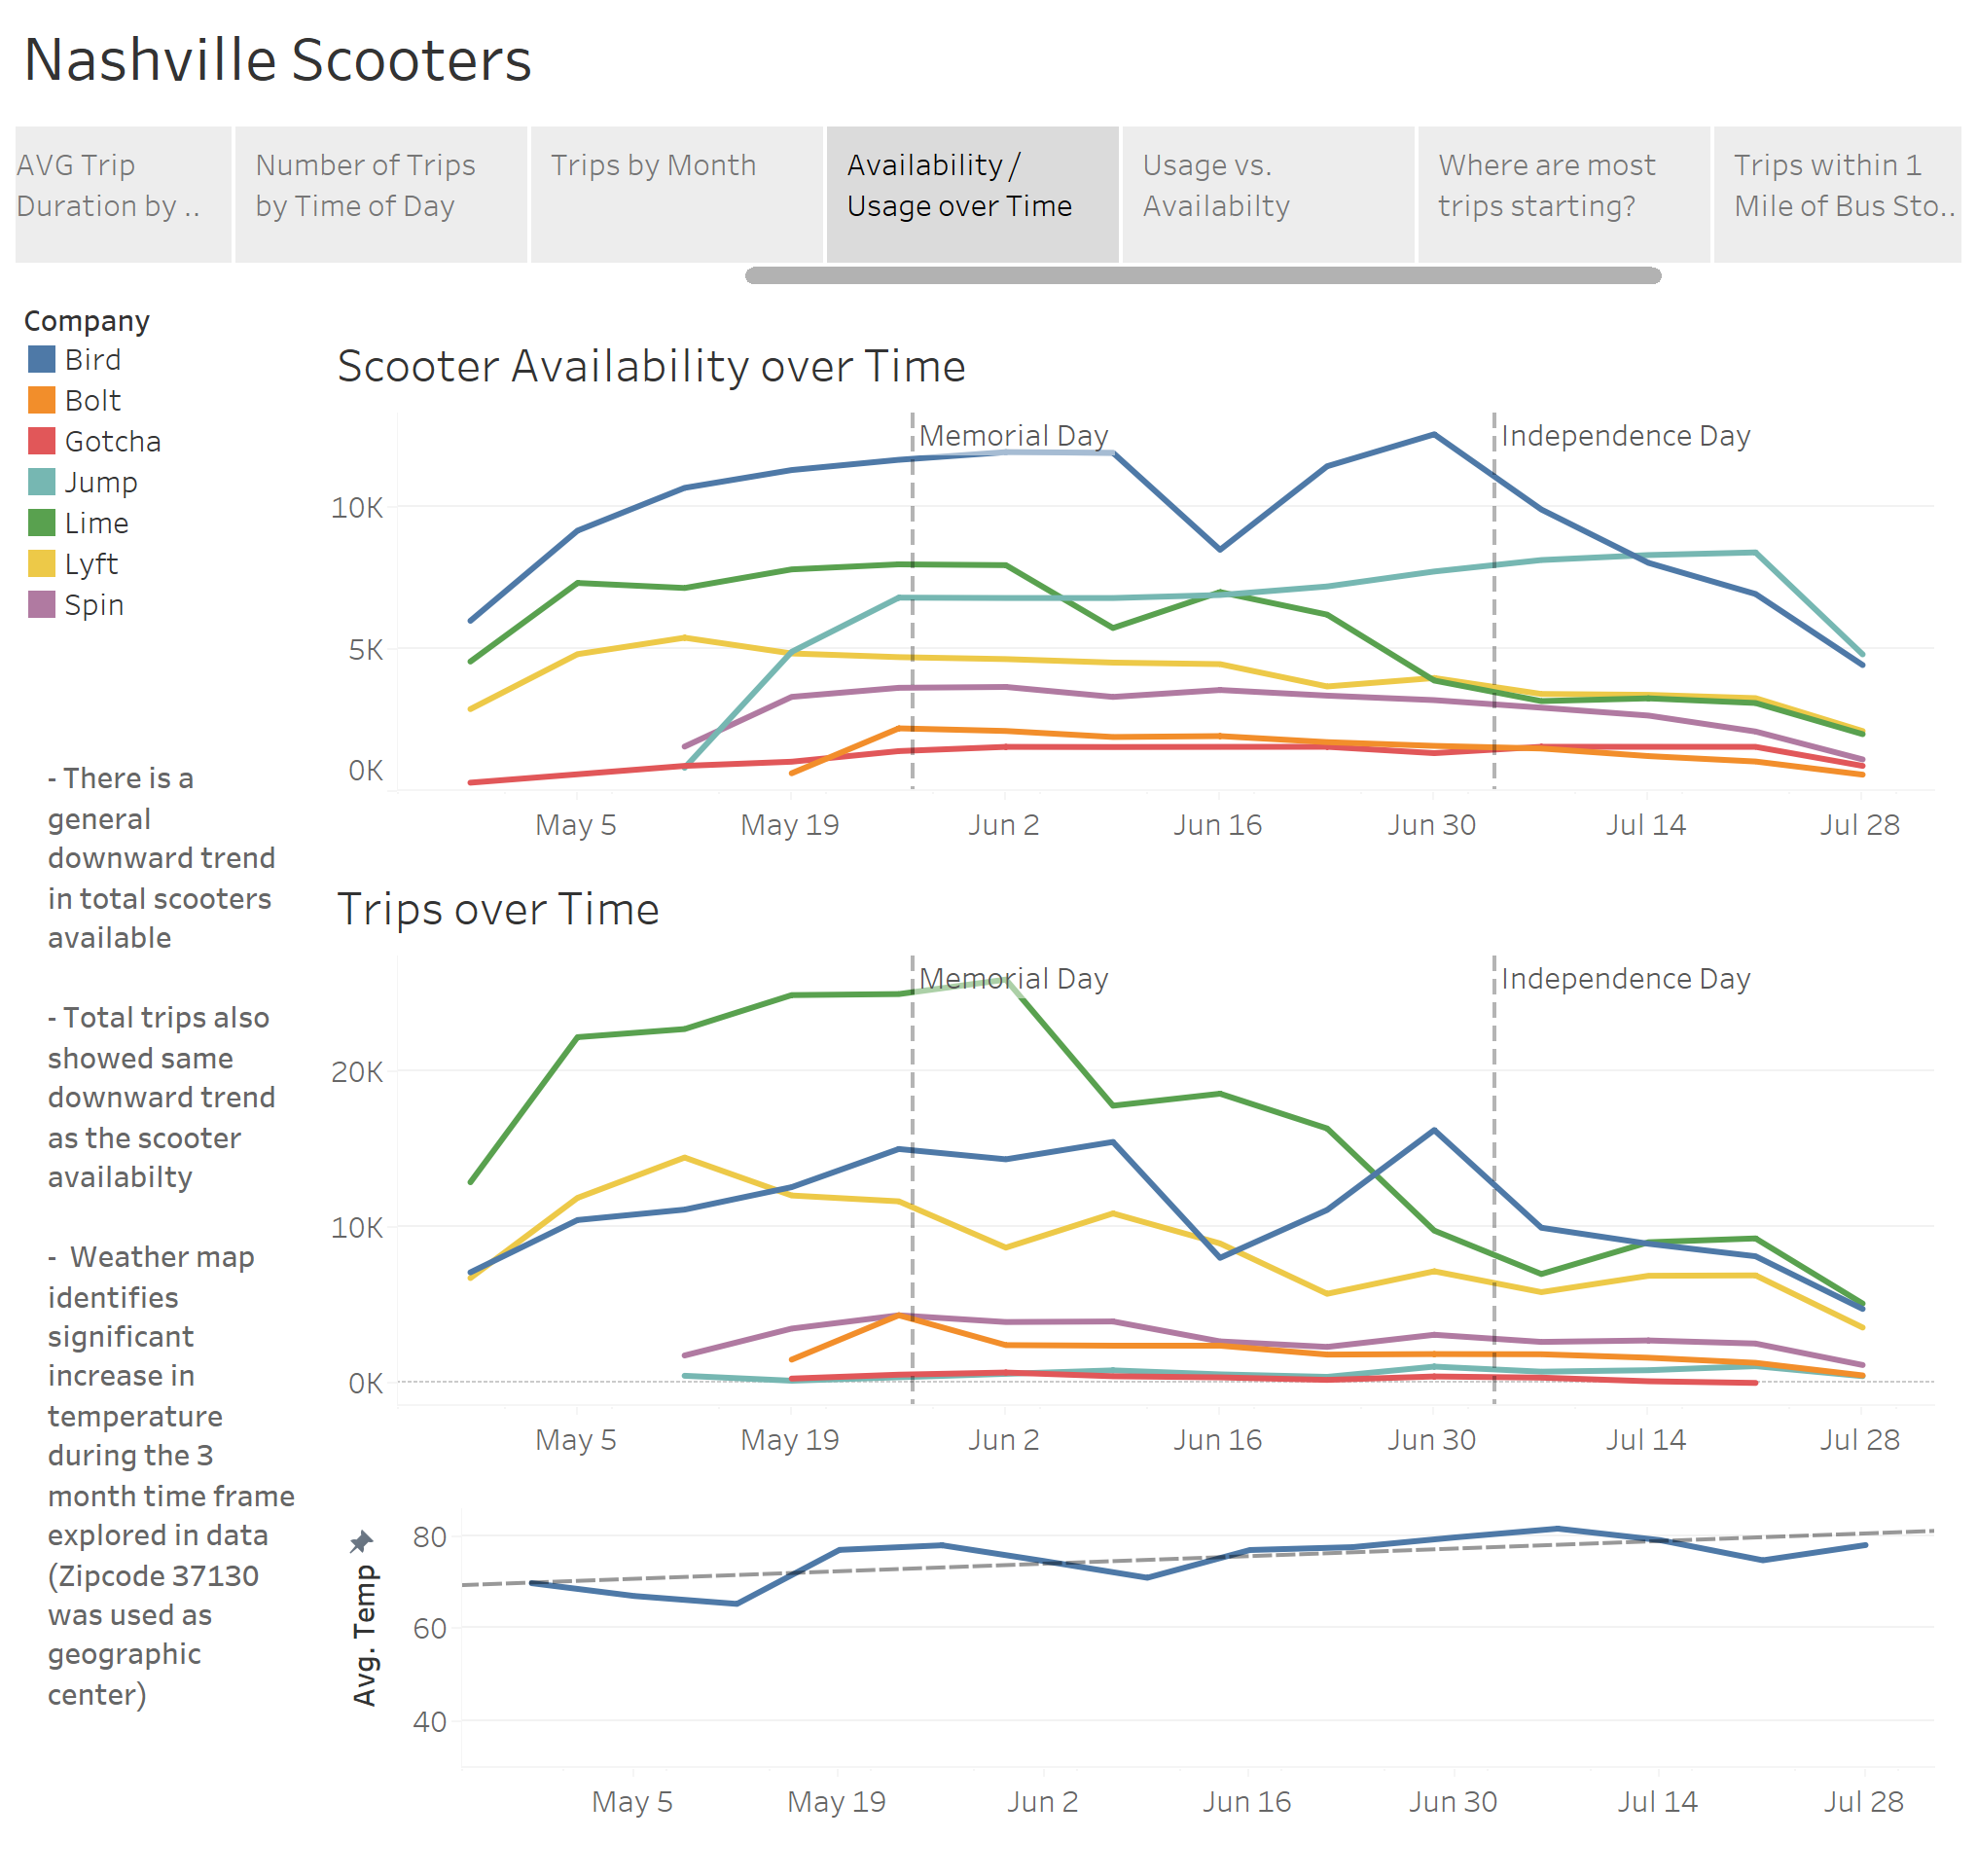 Nashville Scooters
AVG Trip
Duration by ..
Number of Trips
by Time of Day
Trips by Month
Availability /
Usage over Time
Usage vs.
Availabilty
Where are most
trips starting?
Trips within 1
Mile of Bus Sto..
Company
Bird
Bolt
Gotcha
Jump
Lime
Lyft
Spin
- There is a
general
downward trend
in total scooters
available
- Total trips also
showed same
downward trend
as the scooter
availabilty
- Weather map
identifies
significant
increase in
temperature
during the 3
month time frame
explored in data
(Zipcode 37130
was used as
geographic
center)
Scooter Availability over Time
Memorial Day
Independence Day
10K
5K
0K
May 5
May 19
Jun 2
Jun 16
Jun 30
Jul 14
Jul 28
Trips over Time
Memorial Day
Independence Day
20K
10K
0K
May 5
May 19
Jun 2
Jun 16
Jun 30
Jul 14
Jul 28
Avg. Temp
80
60
40
May 5
May 19
Jun 2
Jun 16
Jun 30
Jul 14
Jul 28